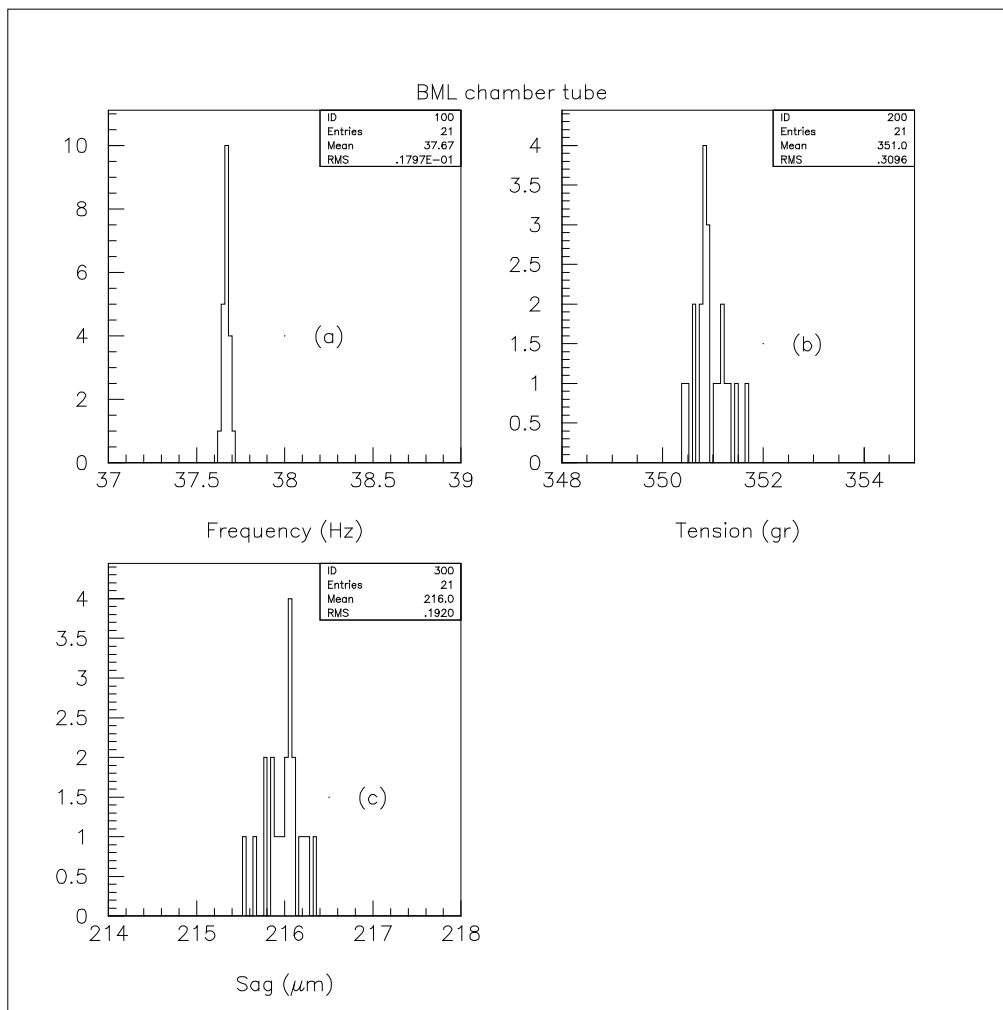 BML chamber tube
ID 100
Entries 21
Mean 37.67
RMS .1797E-01
10
8
6
4
2
0
37 37.5 38 38.5 39
(a)
Frequency (Hz)
ID 200
Entries 21
Mean 351.0
RMS .3096
4
3.5
3
2.5
2
1.5
1
0.5
0
348 350 352 354
(b)
Tension (gr)
ID 300
Entries 21
Mean 216.0
RMS .1920
4
3.5
3
2.5
2
1.5
1
0.5
0
214 215 216 217 218
(c)
Sag (μm)